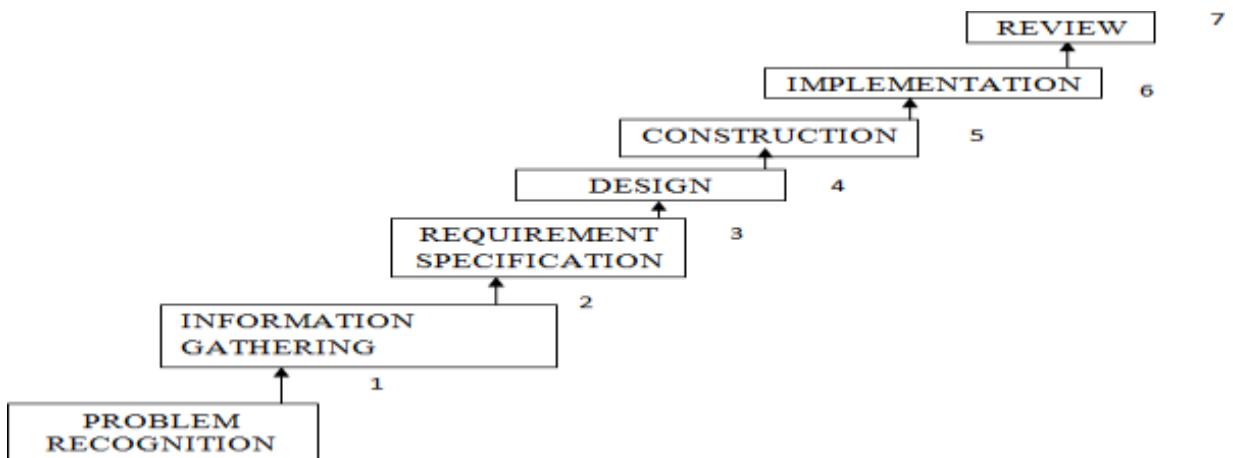 REVIEW 7
IMPLEMENTATION 6
CONSTRUCTION 5
DESIGN 4
REQUIREMENT 3
SPECIFICATION
2
INFORMATION
GATHERING
1
PROBLEM
RECOGNITION